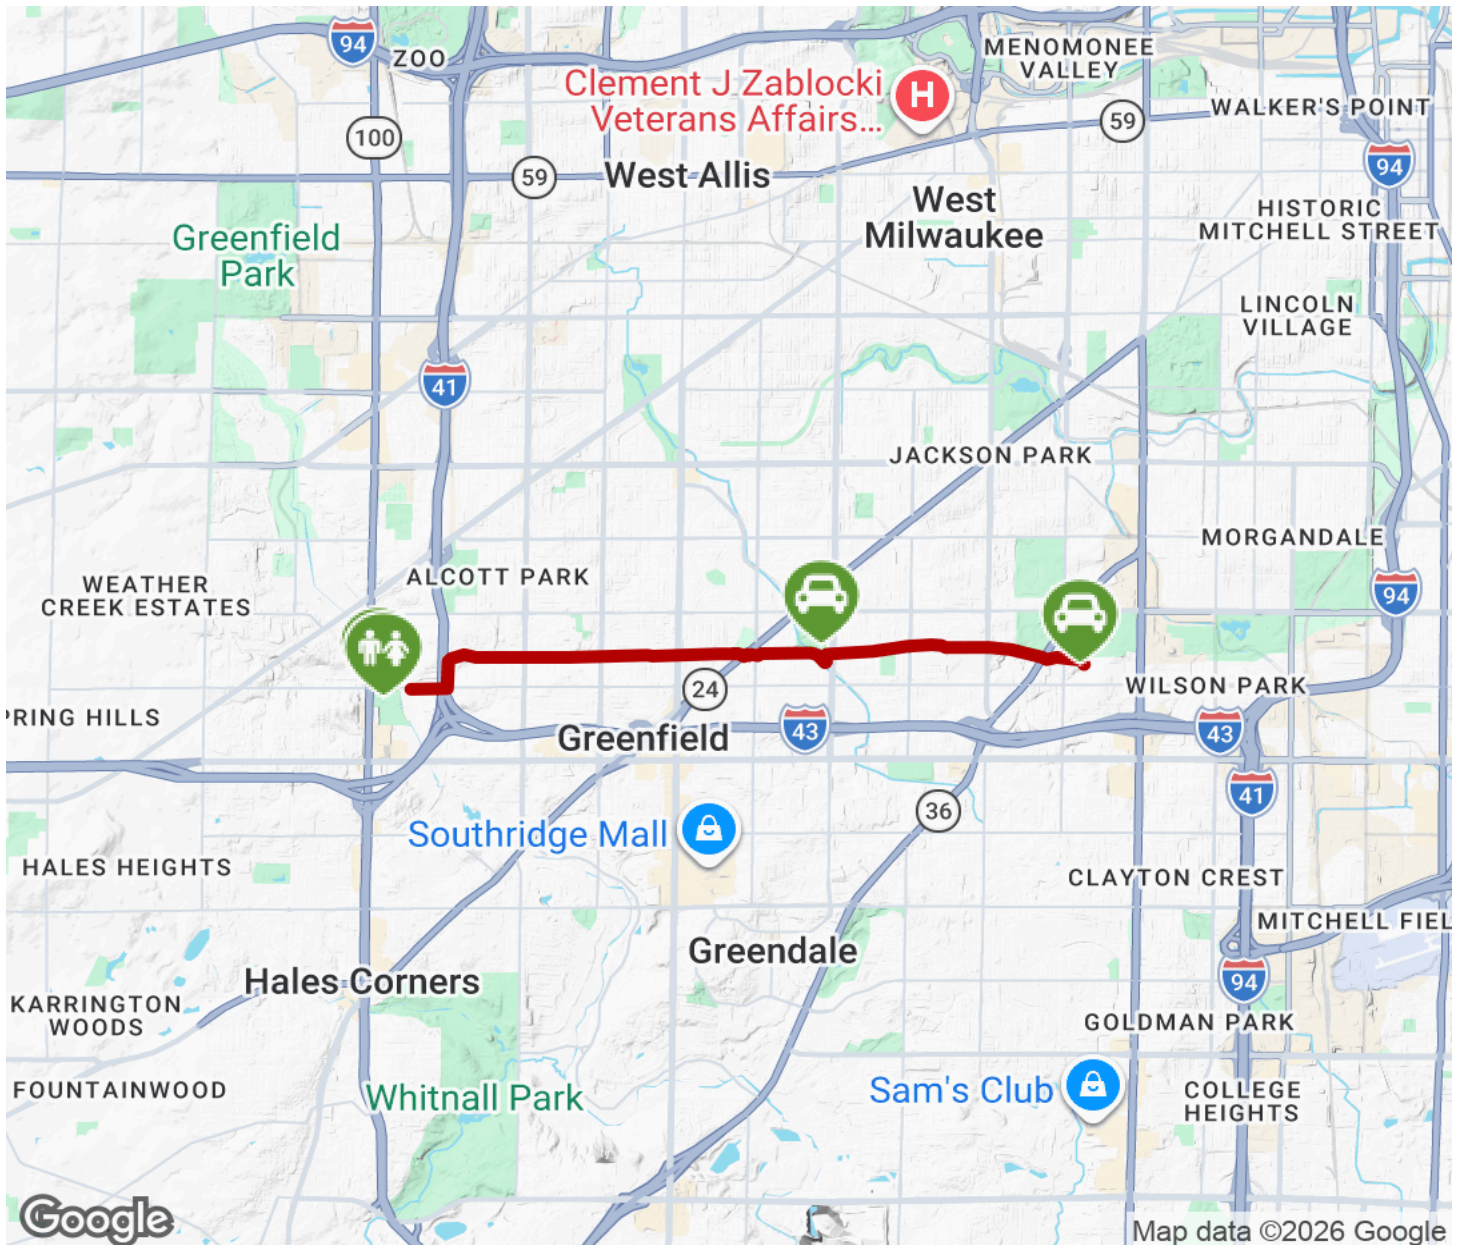 94
ZOO
MENOMONEE
VALLEY
Clement J Zablocki
Veterans Affairs...
H
100
59
WALKER'S POINT
94
59
West Allis
West
Milwaukee
HISTORIC
MITCHELL STREET
Greenfield
Park
LINCOLN
VILLAGE
41
JACKSON PARK
MORGANDALE
ALCOTT PARK
WEATHER
CREEK ESTATES
94
24
WILSON PARK
PRING HILLS
Greenfield
43
43
41
36
Southridge Mall
HALES HEIGHTS
CLAYTON CREST
MITCHELL FIEL
Greendale
Hales Corners
94
KARRINGTON
WOODS
GOLDMAN PARK
FOUNTAINWOOD
Whitnall Park
Sam's Club
COLLEGE
HEIGHTS
Google
Map data ©2026 Google